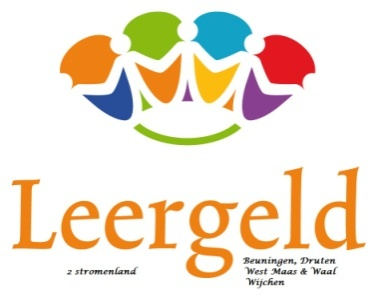 Leergeld
Beuningen, Druten
2 stromenland West Maas & Waal
Wijchen